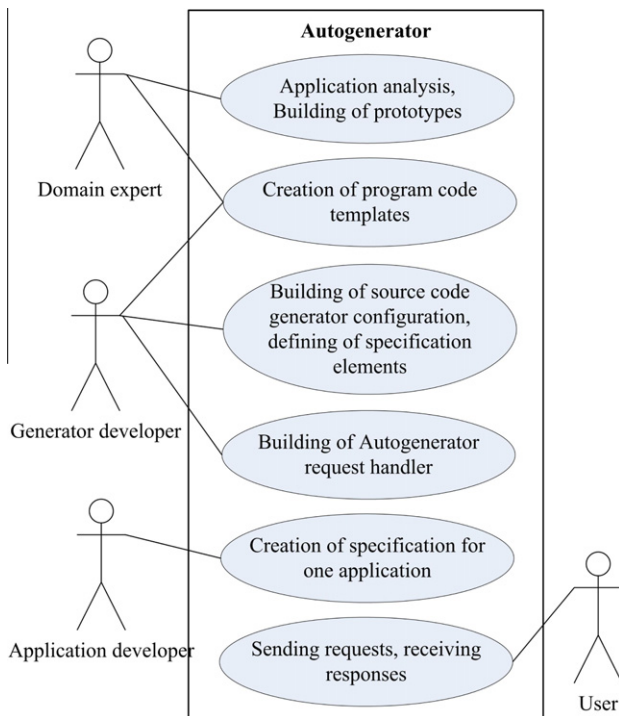 Autogenerator
Application analysis,
Building of prototypes
Domain expert
Creation of program code
templates
Building of source code
generator configuration,
defining of specification
elements
Generator developer
Building of Autogenerator
request handler
Creation of specification for
one application
Application developer
Sending requests, receiving
responses
User